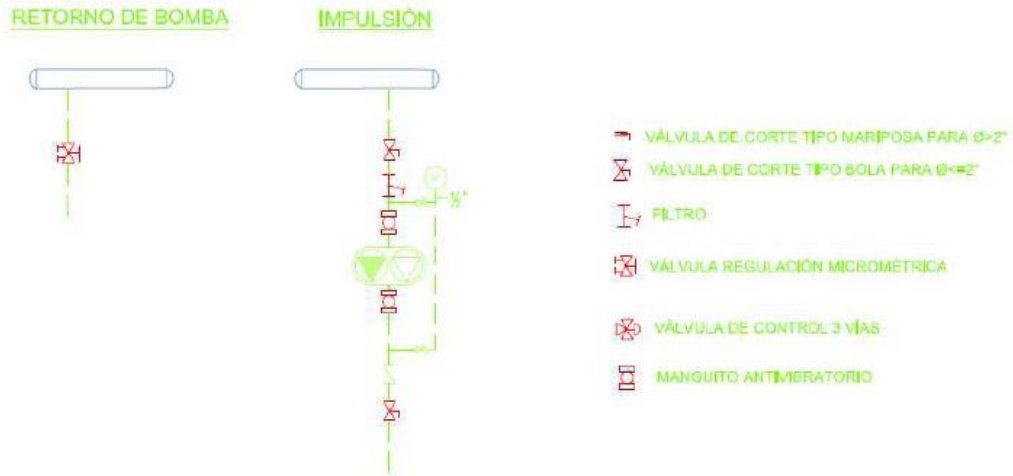 RETORNO DE BOMBA
IMPULSIÓN
½"
VÁLVULA DE CORTE TIPO MARIPOSA PARA Ø>2"
VÁLVULA DE CORTE TIPO BOLA PARA Ø<=2"
FILTRO
VÁLVULA REGULACIÓN MICROMÉTRICA
VÁLVULA DE CONTROL 3 VÍAS
MANGUITO ANTIVIBRATORIO